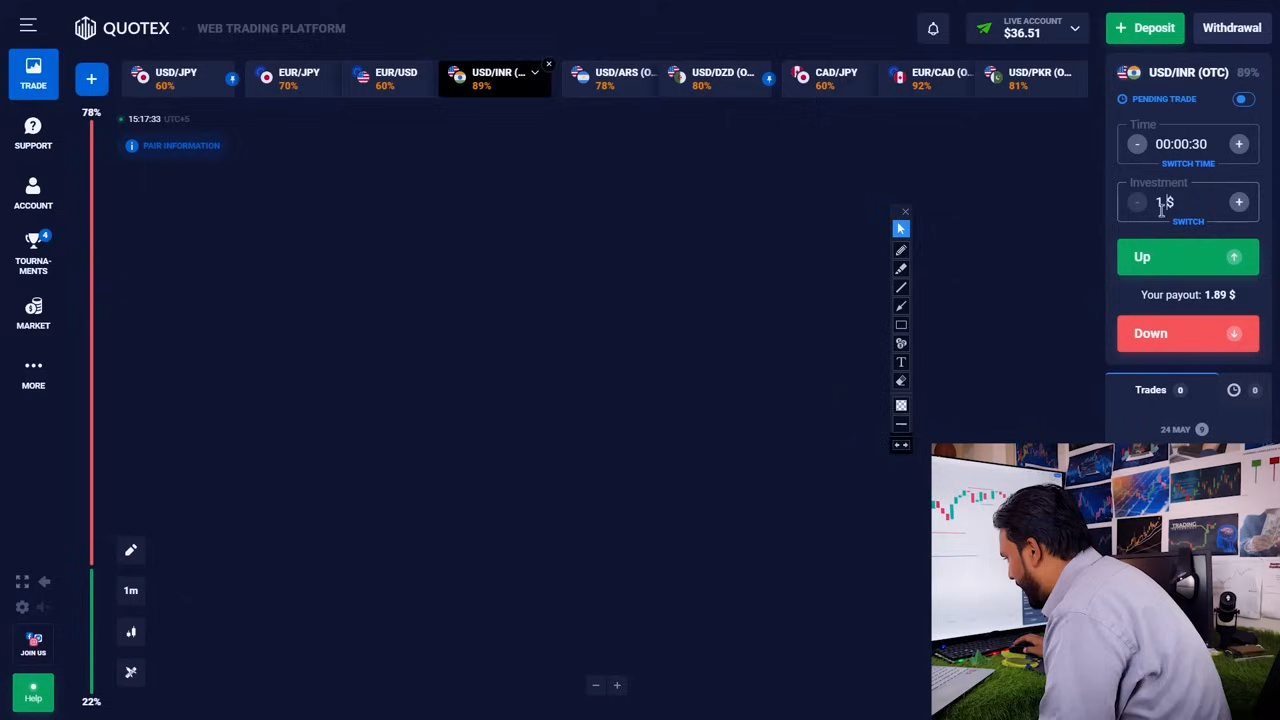 QUOTEX
WEB TRADING PLATFORM
LIVE ACCOUNT
$36.51
+ Deposit
Withdrawal
TRADE
SUPPORT
ACCOUNT
TOURNA-
MENTS
4
MARKET
MORE
JOIN US
Help
+
USD/JPY
60%
EUR/JPY
70%
EUR/USD
60%
USD/INR (...
89%
USD/ARS (O...
78%
USD/DZD (O...
80%
CAD/JPY
60%
EUR/CAD (O...
92%
USD/PKR (O...
81%
78%
15:17:33 UTC+5
PAIR INFORMATION
1m
22%
T
USD/INR (OTC) 89%
PENDING TRADE
Time
- 00:00:30 +
SWITCH TIME
Investment
- 1 $ +
SWITCH
Up
Your payout: 1.89 $
Down
Trades 0
0
24 MAY 9